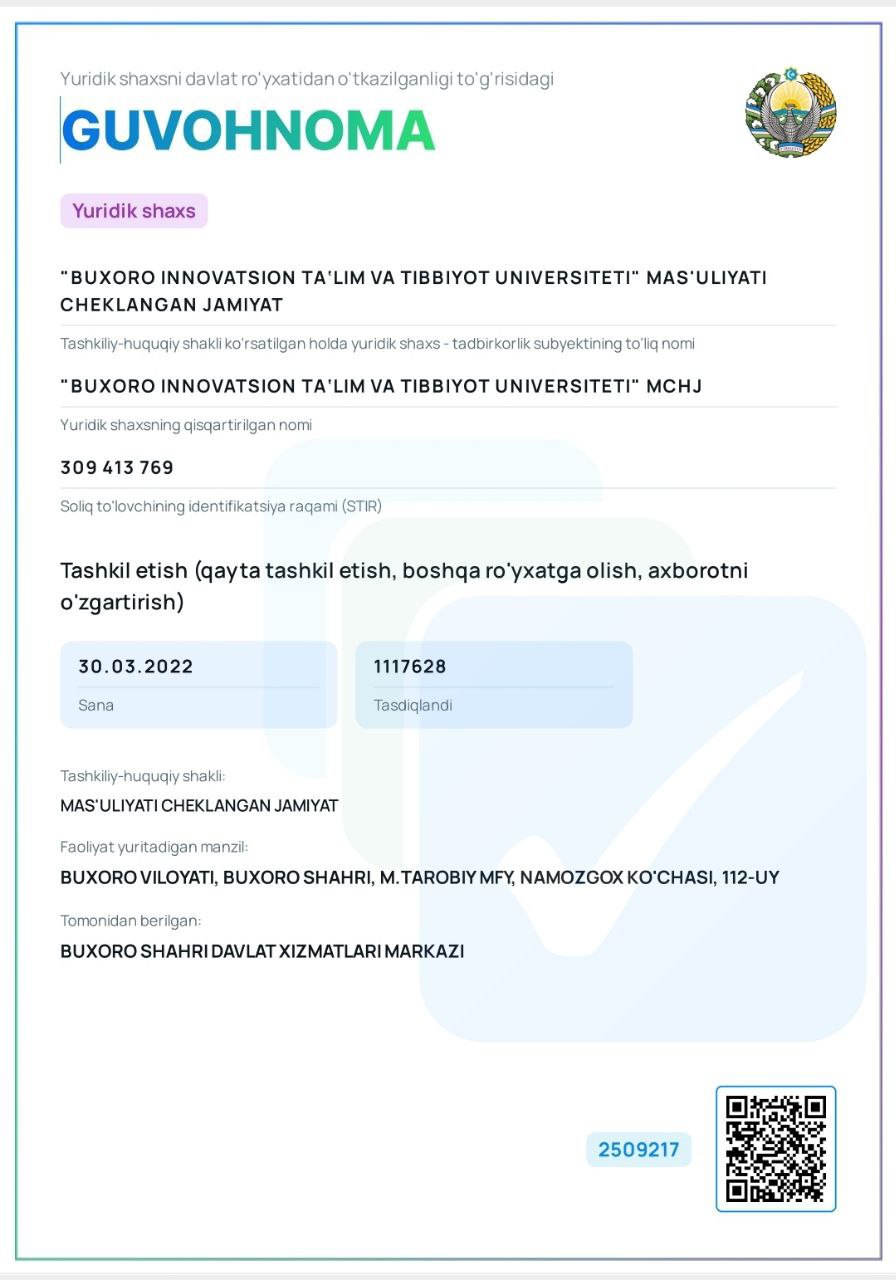 Yuridik shaxsni davlat ro'yxatidan o'tkazilganligi to'g'risidagi
GUVOHNOMA
Yuridik shaxs
"BUXORO INNOVATSION TA‘LIM VA TIBBIYOT UNIVERSITETI" MAS'ULIYATI
CHEKLANGAN JAMIYAT
Tashkiliy-huquqiy shakli ko'rsatilgan holda yuridik shaxs - tadbirkorlik subyektining to'liq nomi
"BUXORO INNOVATSION TA‘LIM VA TIBBIYOT UNIVERSITETI" MCHJ
Yuridik shaxsning qisqartirilgan nomi
309 413 769
Soliq to'lovchining identifikatsiya raqami (STIR)
Tashkil etish (qayta tashkil etish, boshqa ro'yxatga olish, axborotni
o'zgartirish)
30.03.2022
Sana
1117628
Tasdiqlandi
Tashkiliy-huquqiy shakli:
MAS'ULIYATI CHEKLANGAN JAMIYAT
Faoliyat yuritadigan manzil:
BUXORO VILOYATI, BUXORO SHAHRI, M.TAROBIY MFY, NAMOZGOX KO'CHASI, 112-UY
Tomonidan berilgan:
BUXORO SHAHRI DAVLAT XIZMATLARI MARKAZI
2509217